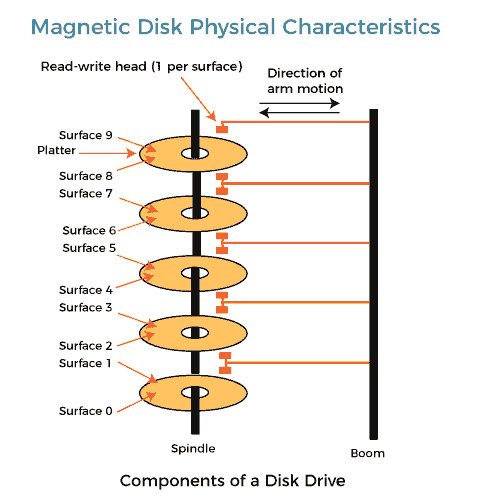 Magnetic Disk Physical Characteristics
Read-write head (1 per surface)
Direction of
arm motion
Surface 9
Platter
Surface 8
Surface 7
Surface 6
Surface 5
Surface 4
Surface 3
Surface 2
Surface 1
Surface 0
Spindle
Boom
Components of a Disk Drive